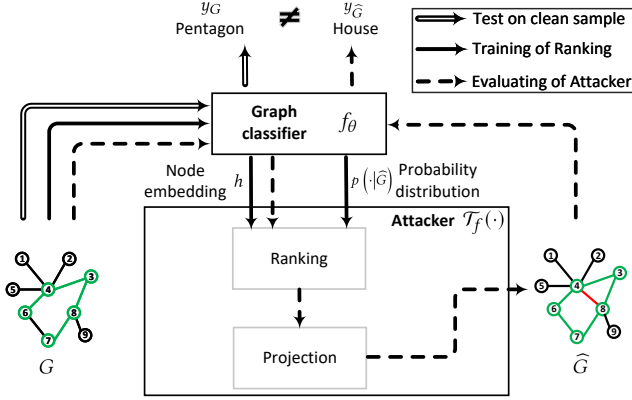 y_G ≠ y_Ĝ
Pentagon House
Test on clean sample
Training of Ranking
Evaluating of Attacker
Graph
classifier f_θ
Node
embedding h
p(·|Ĝ) Probability
distribution
Attacker 𝒯_f(·)
Ranking
Projection
1 2 3 4 5 6 7 8 9
G
1 2 3 4 5 6 7 8 9
Ĝ